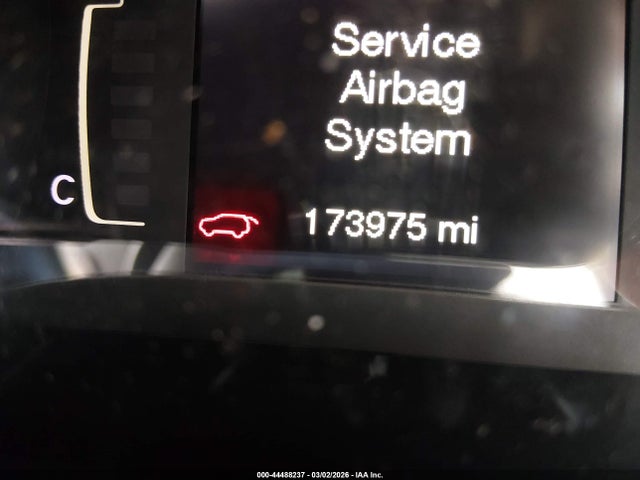 Service
Airbag
System
C
173975 mi
000-44488237 - 03/02/2026 - IAA Inc.